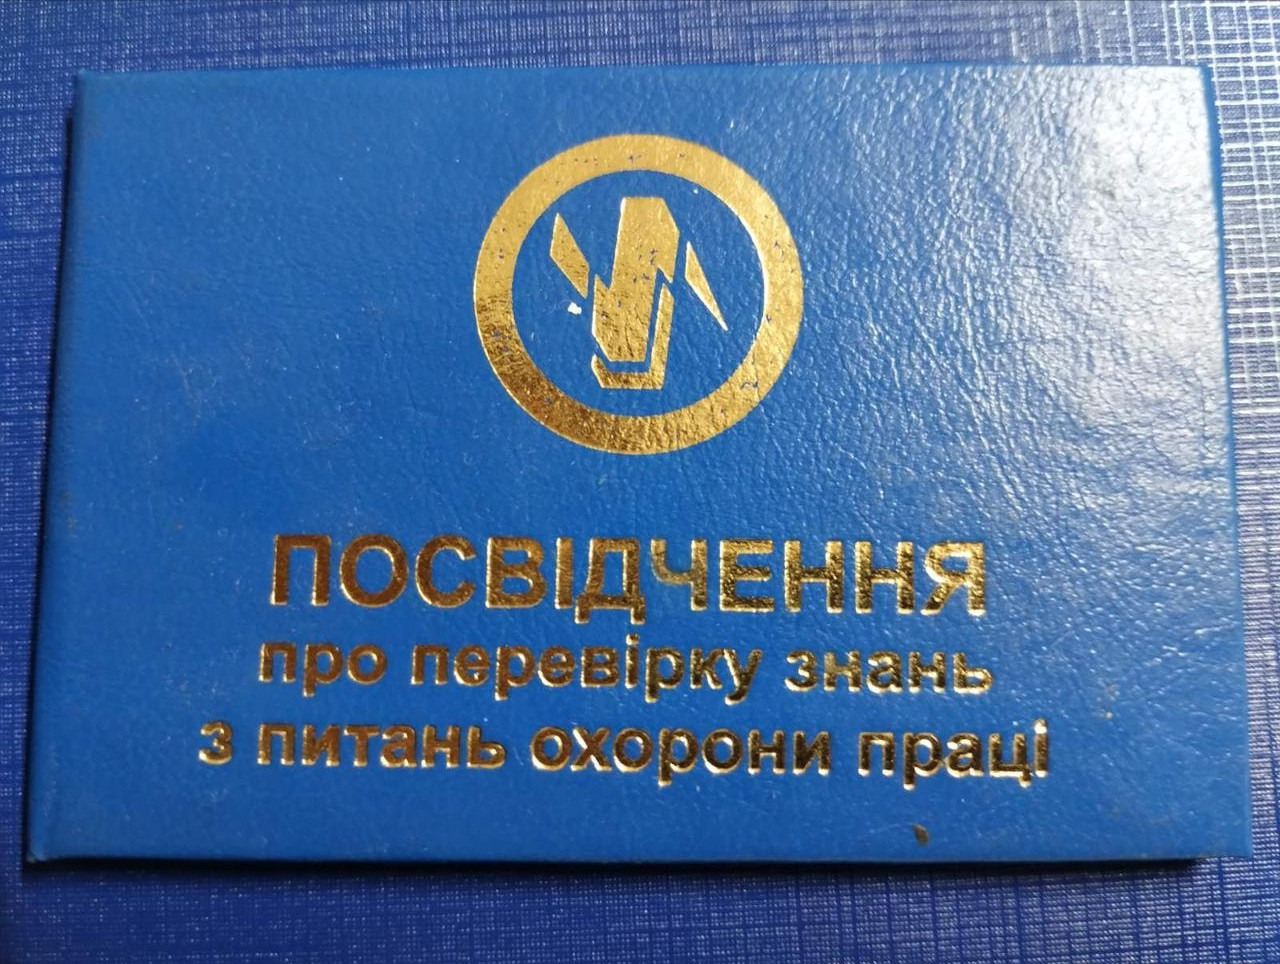 ПОСВІДЧЕННЯ
про перевірку знань
з питань охорони праці